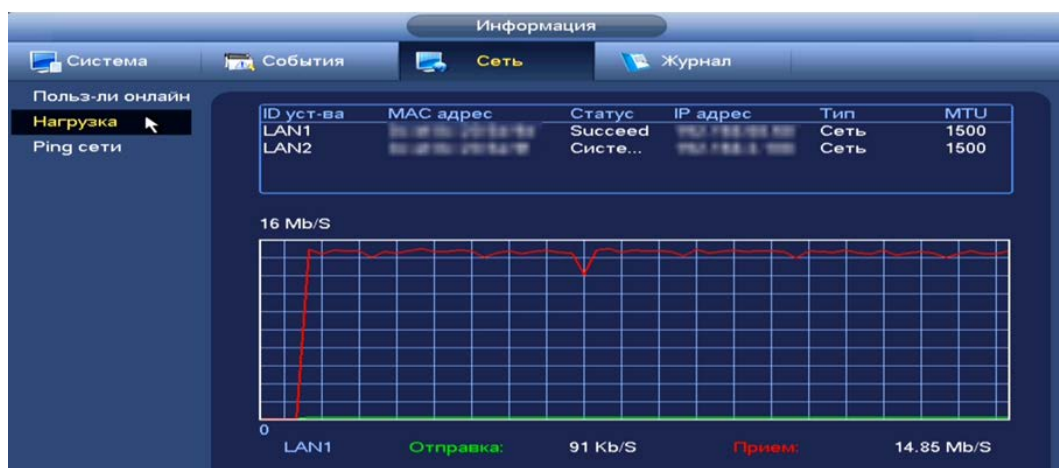 Информация
Система События Сеть Журнал
Польз-ли онлайн
Нагрузка
Ping сети
ID уст-ва MAC адрес Статус IP адрес Тип MTU
LAN1 Succeed Сеть 1500
LAN2 Систе... Сеть 1500
16 Mb/S
0
LAN1 Отправка: 91 Kb/S Прием: 14.85 Mb/S